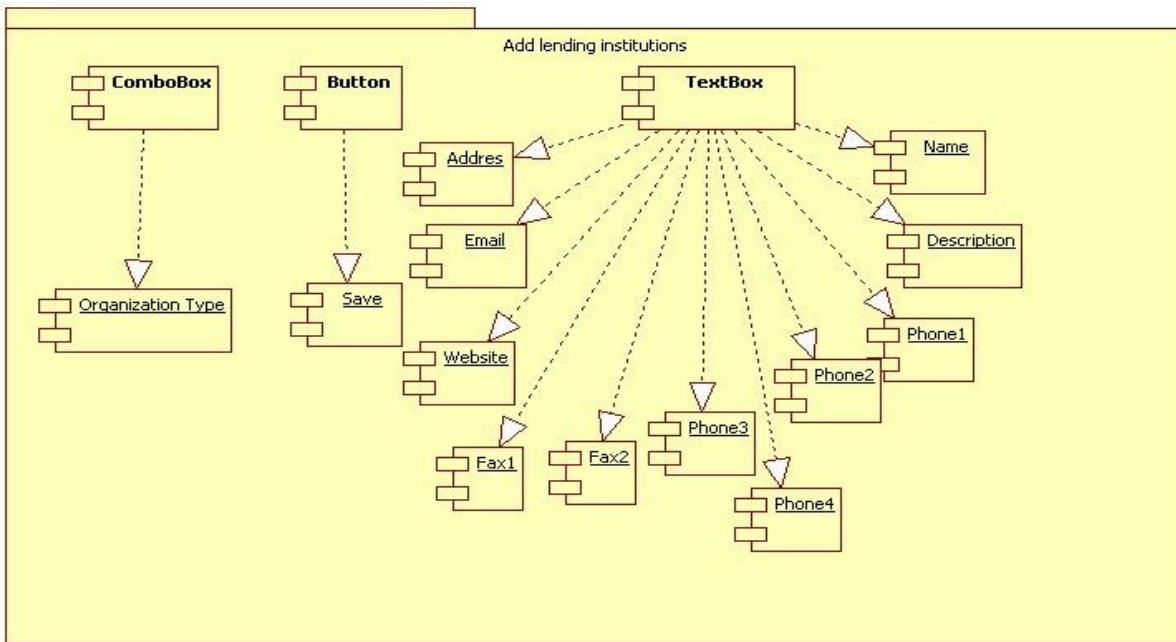 Add lending institutions
ComboBox
Button
TextBox
Addres
Name
Email
Description
Organization Type
Save
Website
Phone1
Phone2
Phone3
Fax1
Fax2
Phone4